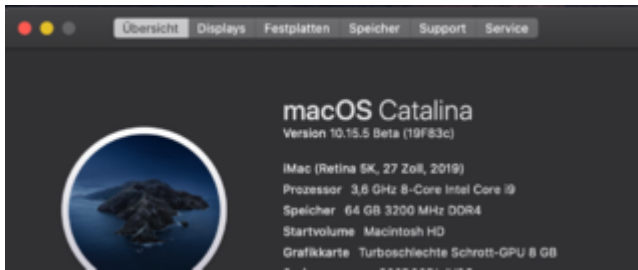 Übersicht Displays Festplatten Speicher Support Service
macOS Catalina
Version 10.15.5 Beta (19F83c)
iMac (Retina 5K, 27 Zoll, 2019)
Prozessor 3,6 GHz 8-Core Intel Core i9
Speicher 64 GB 3200 MHz DDR4
Startvolume Macintosh HD
Grafikkarte Turboschlechte Schrott-GPU 8 GB